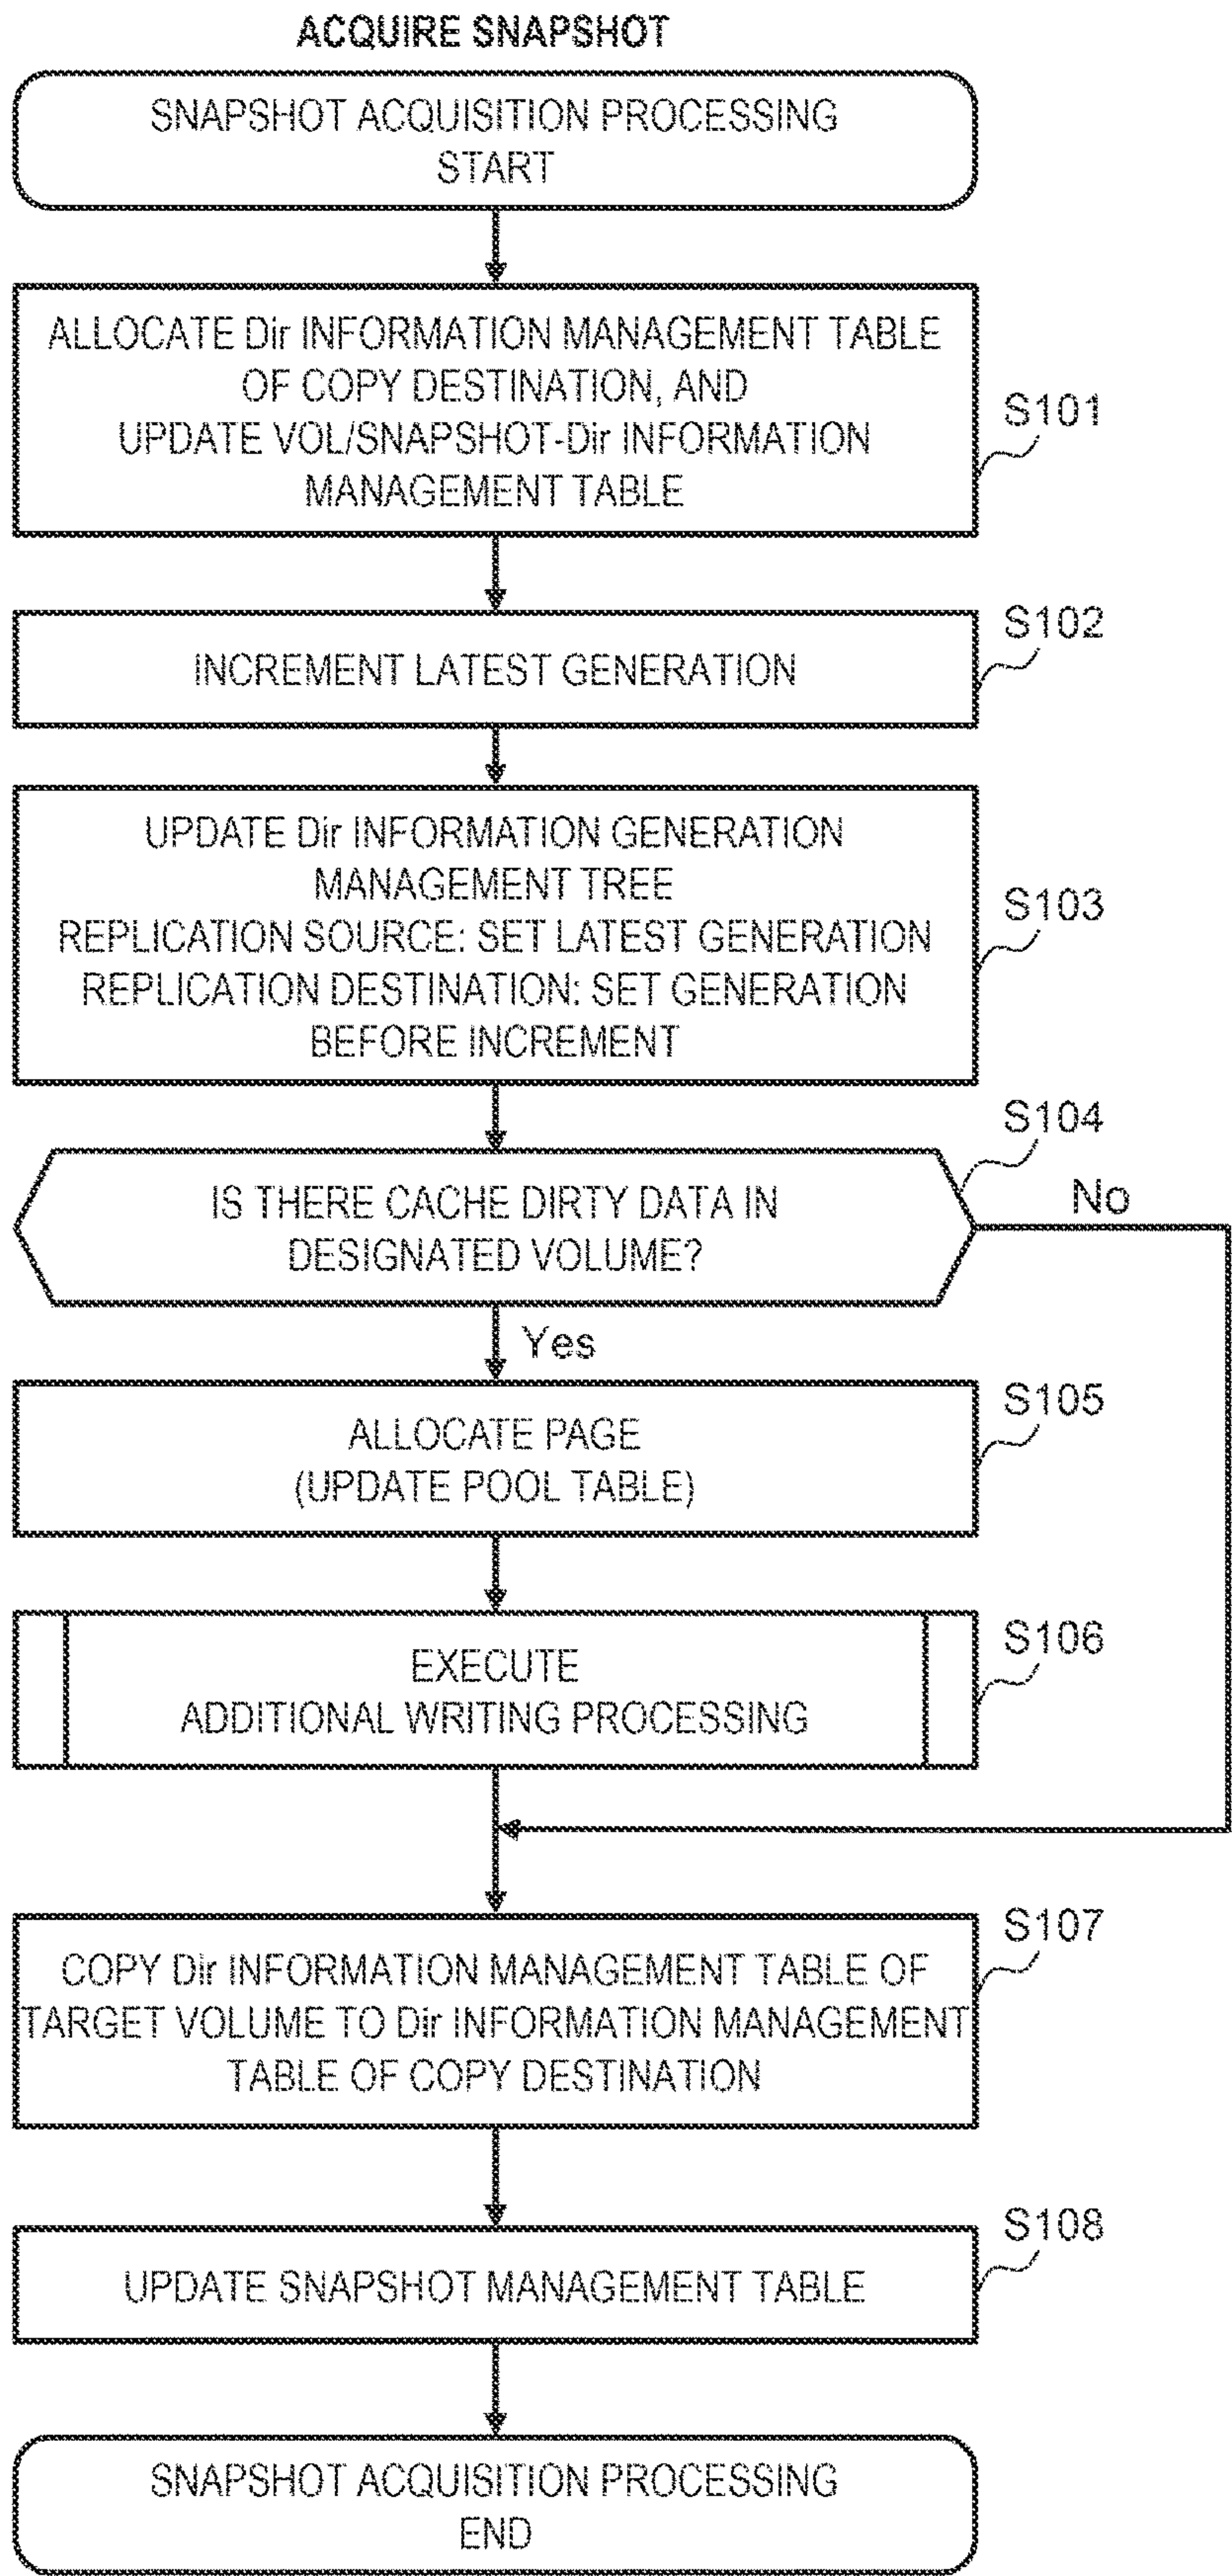 ACQUIRE SNAPSHOT
SNAPSHOT ACQUISITION PROCESSING
START
ALLOCATE Dir INFORMATION MANAGEMENT TABLE
OF COPY DESTINATION, AND
UPDATE VOL/SNAPSHOT-Dir INFORMATION
MANAGEMENT TABLE
S101
INCREMENT LATEST GENERATION
S102
UPDATE Dir INFORMATION GENERATION
MANAGEMENT TREE
REPLICATION SOURCE: SET LATEST GENERATION
REPLICATION DESTINATION: SET GENERATION
BEFORE INCREMENT
S103
IS THERE CACHE DIRTY DATA IN
DESIGNATED VOLUME?
S104
No
Yes
ALLOCATE PAGE
(UPDATE POOL TABLE)
S105
EXECUTE
ADDITIONAL WRITING PROCESSING
S106
COPY Dir INFORMATION MANAGEMENT TABLE OF
TARGET VOLUME TO Dir INFORMATION MANAGEMENT
TABLE OF COPY DESTINATION
S107
UPDATE SNAPSHOT MANAGEMENT TABLE
S108
SNAPSHOT ACQUISITION PROCESSING
END